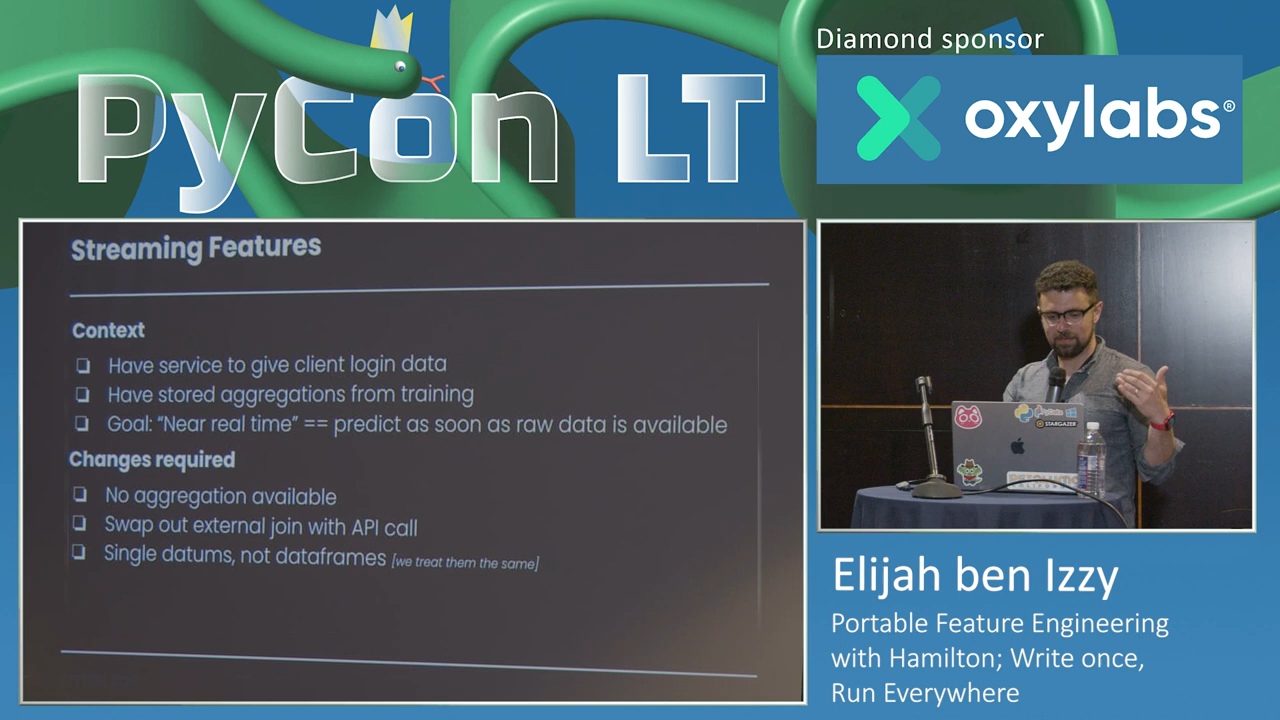 PyCon LT
Diamond sponsor
oxylabs®
Streaming Features
Context
❏ Have service to give client login data
❏ Have stored aggregations from training
❏ Goal: “Near real time” == predict as soon as raw data is available
Changes required
❏ No aggregation available
❏ Swap out external join with API call
❏ Single datums, not dataframes [we treat them the same]
STARGAZER
Elijah ben Izzy
Portable Feature Engineering
with Hamilton; Write once,
Run Everywhere